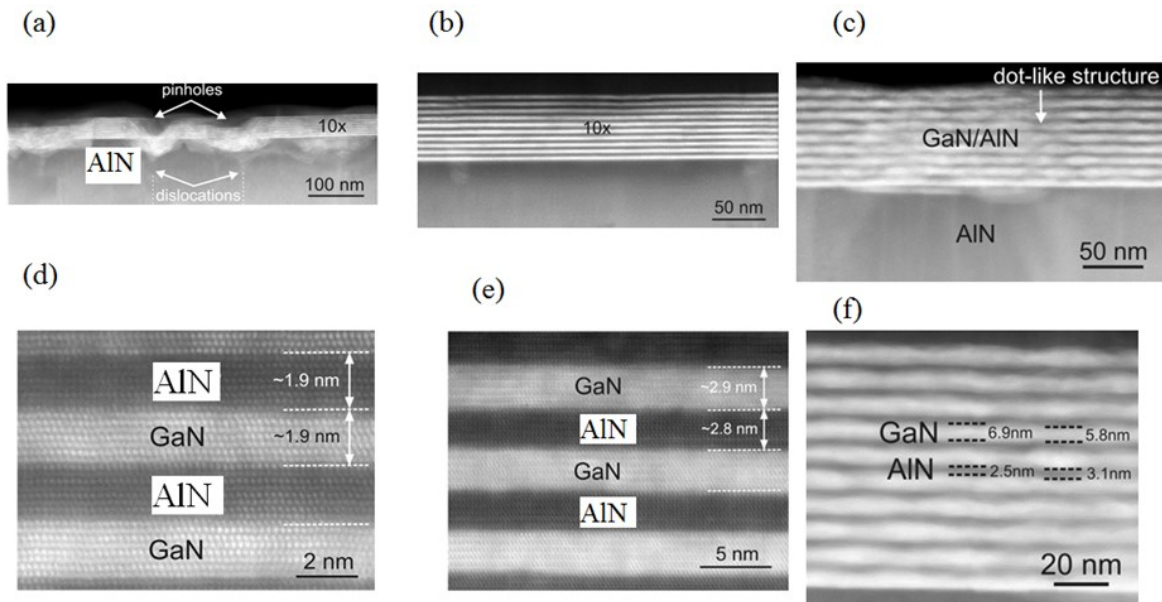 (a)
pinholes
10x
AlN
dislocations
100 nm
(b)
10x
50 nm
(c)
dot-like structure
GaN/AlN
AlN
50 nm
(d)
AlN
~1.9 nm
GaN
~1.9 nm
AlN
GaN
2 nm
(e)
GaN
~2.9 nm
AlN
~2.8 nm
GaN
AlN
5 nm
(f)
GaN 6.9nm 5.8nm
AlN 2.5nm 3.1nm
20 nm